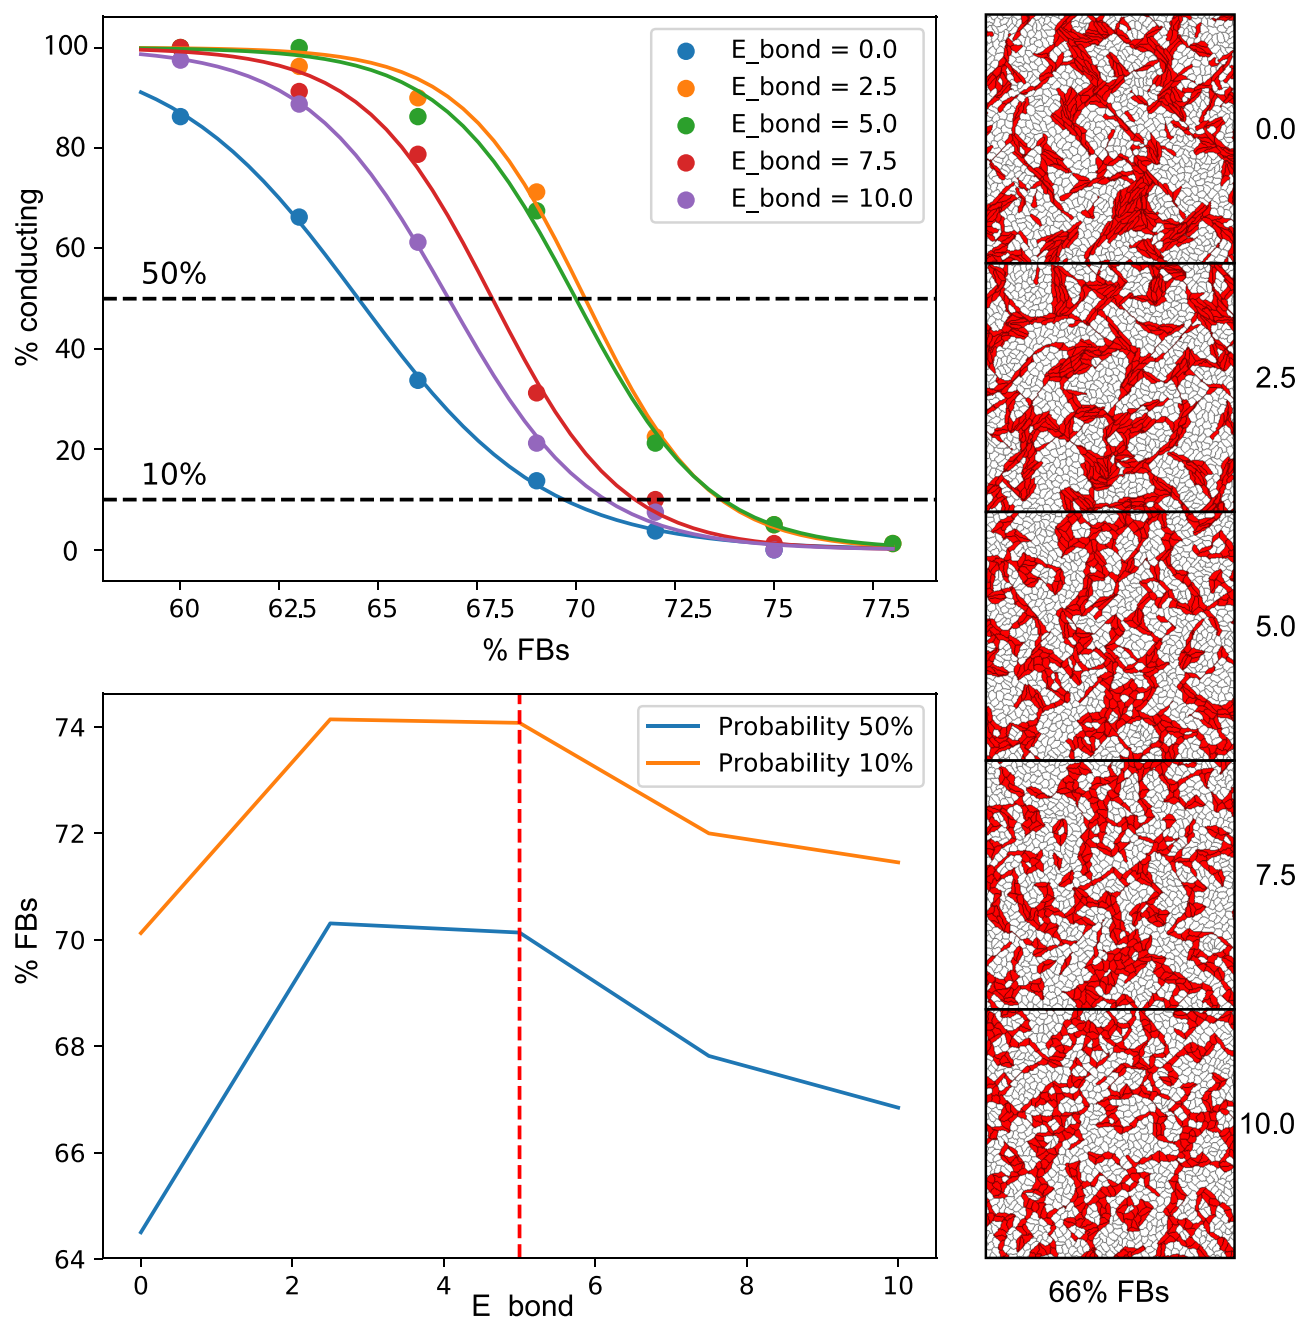 100
80
60
40
20
0
% conducting
50%
10%
E_bond = 0.0
E_bond = 2.5
E_bond = 5.0
E_bond = 7.5
E_bond = 10.0
60 62.5 65 67.5 70 72.5 75 77.5
% FBs
74
72
70
68
66
64
% FBs
Probability 50%
Probability 10%
0 2 4 6 8 10
E bond
0.0
2.5
5.0
7.5
10.0
66% FBs